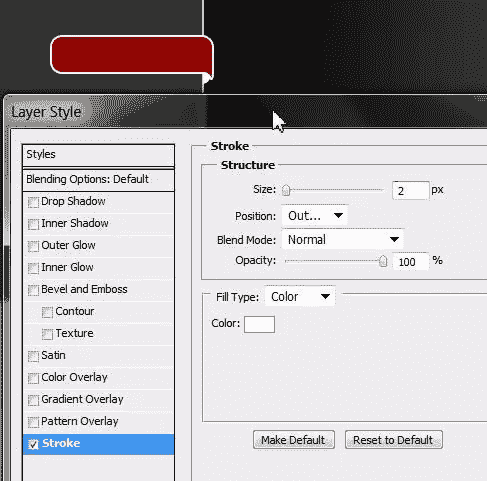 Layer Style
Styles
Blending Options: Default
Drop Shadow
Inner Shadow
Outer Glow
Inner Glow
Bevel and Emboss
Contour
Texture
Satin
Color Overlay
Gradient Overlay
Pattern Overlay
Stroke
Stroke
Structure
Size: 2 px
Position: Out...
Blend Mode: Normal
Opacity: 100 %
Fill Type: Color
Color:
Make Default Reset to Default